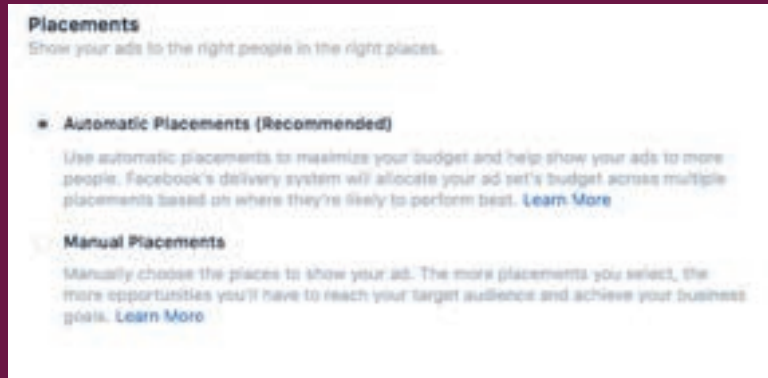 Placements
Show your ads to the right people in the right places.
Automatic Placements (Recommended)
Use automatic placements to maximize your budget and help show your ads to more
people. Facebook's delivery system will allocate your ad set's budget across multiple
placements based on where they're likely to perform best. Learn More
Manual Placements
Manually choose the places to show your ad. The more placements you select, the
more opportunities you'll have to reach your target audience and achieve your business
goals. Learn More